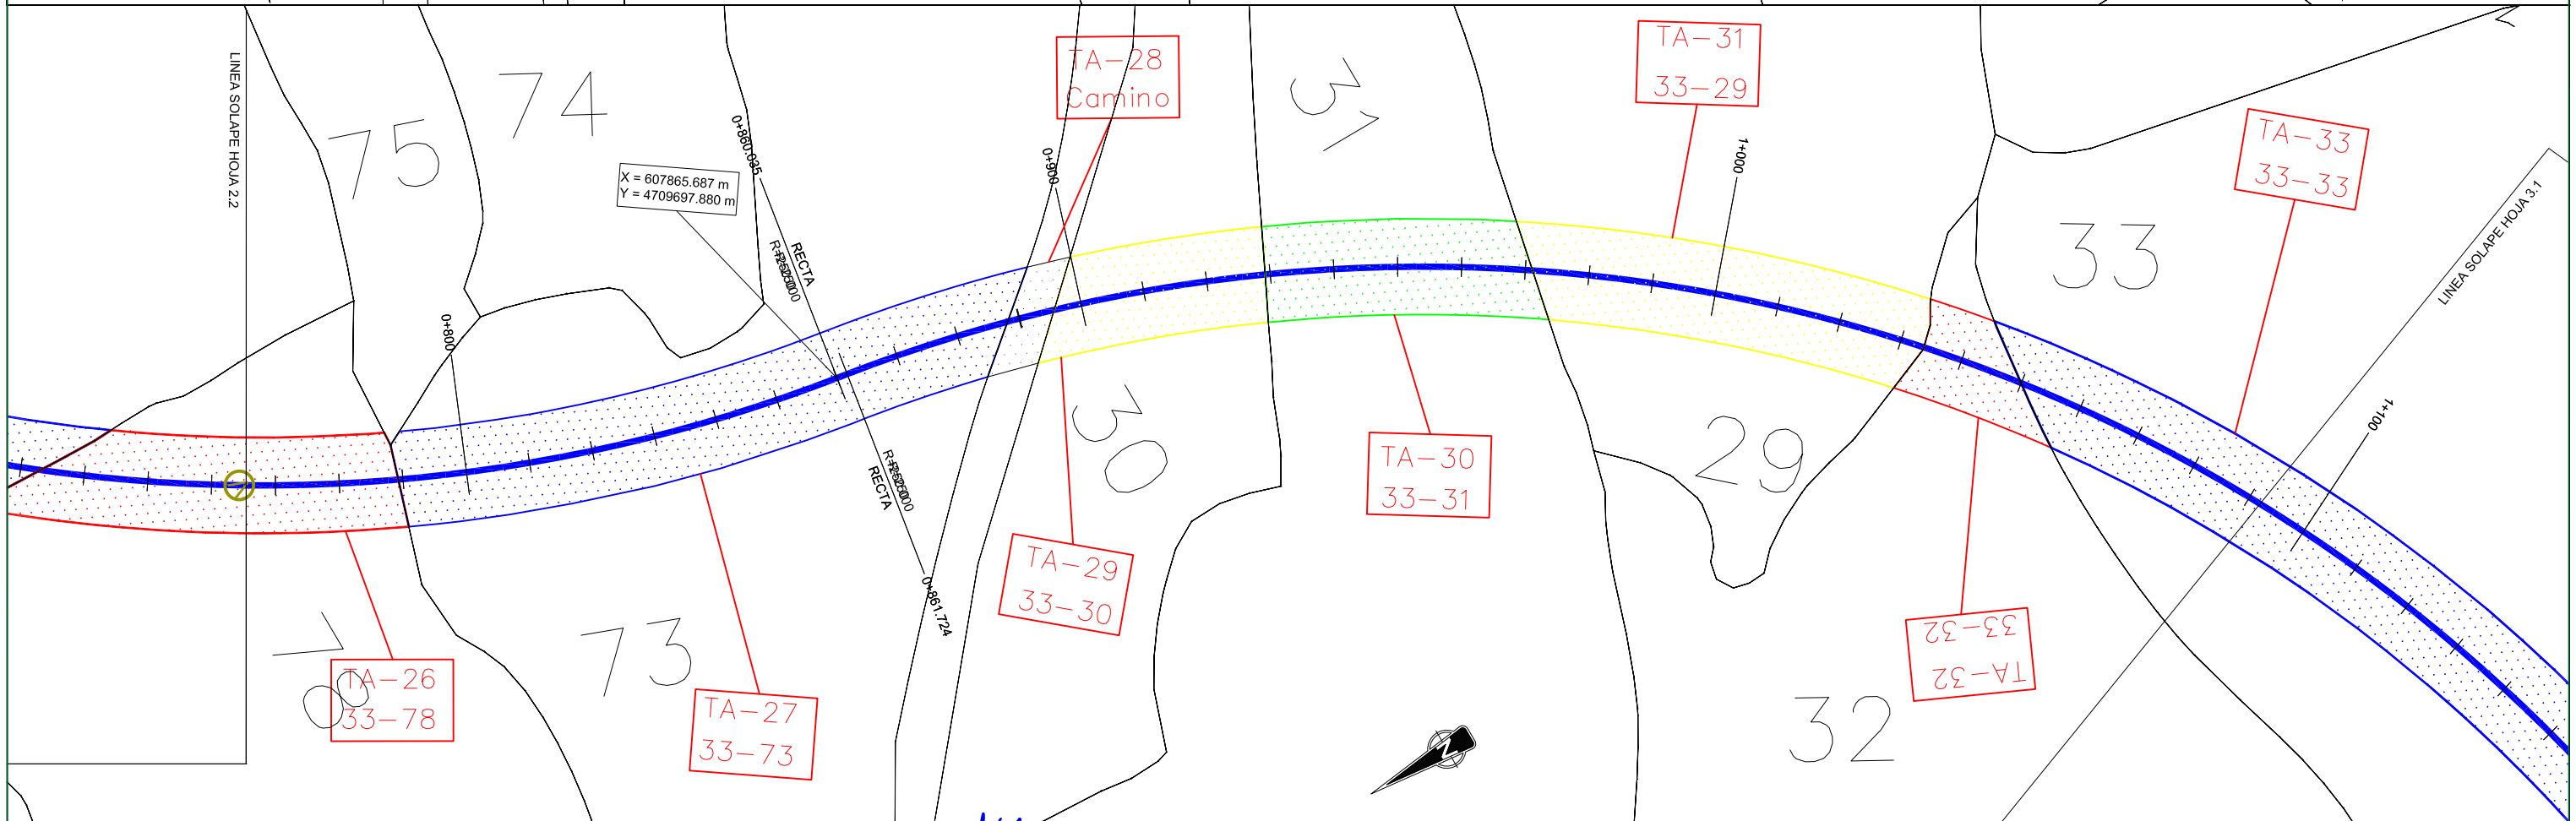 LINEA SOLAPE HOJA 2.2
75
74
0+800
X = 607865.687 m
Y = 4709697.880 m
0+860.035
RECTA
TA-28
Camino
0+900
31
TA-31
33-29
1+000
TA-33
33-33
33
LINEA SOLAPE HOJA 3.1
1+100
78
TA-26
33-78
73
TA-27
33-73
RECTA
0+861.724
30
TA-29
33-30
TA-30
33-31
29
33-32
TA-32
32
N